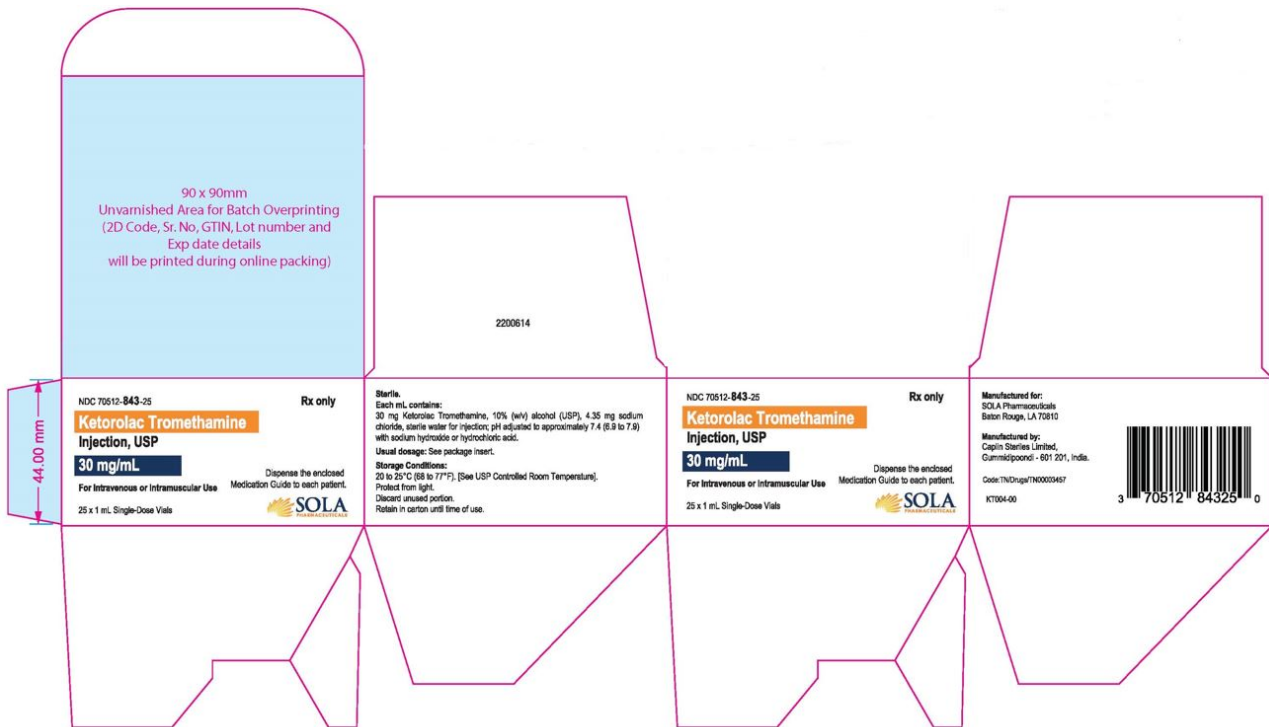 90 x 90mm
Unvarnished Area for Batch Overprinting
(2D Code, Sr. No, GTIN, Lot number and
Exp date details
will be printed during online packing)
2200614
44.00 mm
NDC 70512-843-25
Rx only
Ketorolac Tromethamine
Injection, USP
30 mg/mL
For Intravenous or Intramuscular Use
Dispense the enclosed
Medication Guide to each patient.
25 x 1 mL Single-Dose Vials
SOLA
PHARMACEUTICALS
Sterile.
Each mL contains:
30 mg Ketorolac Tromethamine, 10% (w/v) alcohol (USP), 4.35 mg sodium
chloride, sterile water for injection; pH adjusted to approximately 7.4 (6.9 to 7.9)
with sodium hydroxide or hydrochloric acid.
Usual dosage: See package insert.
Storage Conditions:
20 to 25°C (68 to 77°F). [See USP Controlled Room Temperature].
Protect from light.
Discard unused portion.
Retain in carton until time of use.
NDC 70512-843-25
Rx only
Ketorolac Tromethamine
Injection, USP
30 mg/mL
For Intravenous or Intramuscular Use
Dispense the enclosed
Medication Guide to each patient.
25 x 1 mL Single-Dose Vials
SOLA
PHARMACEUTICALS
Manufactured for:
SOLA Pharmaceuticals
Baton Rouge, LA 70810
Manufactured by:
Caplin Steriles Limited,
Gummidipoondi - 601 201, India.
Code:TN/Drugs/TN00003457
KT004-00
3 70512 84325 0